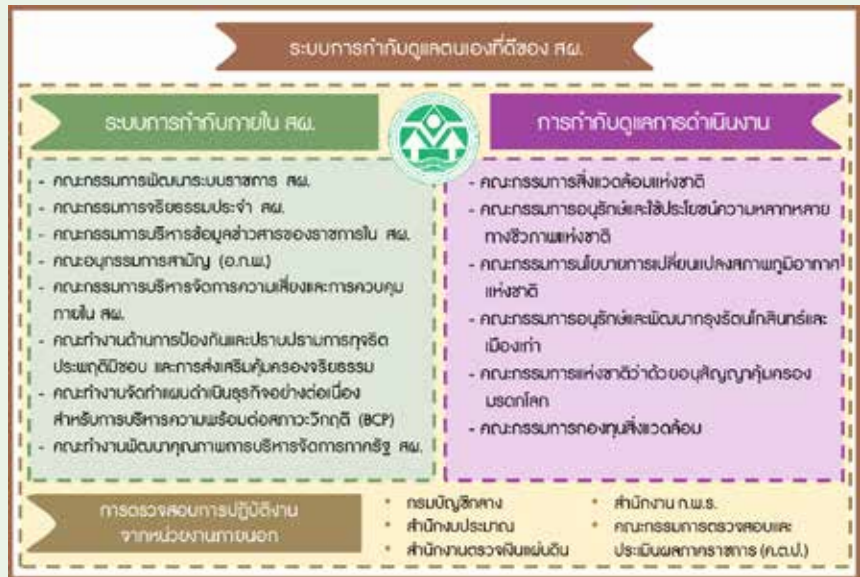 ระบบการกำกับดูแลตนเองที่ดีของ สผ.
ระบบการกำกับภายใน สผ.
- คณะกรรมการพัฒนาระบบราชการ สผ.
- คณะกรรมการจริยธรรมประจำ สผ.
- คณะกรรมการบริหารข้อมูลข่าวสารของราชการใน สผ.
- คณะอนุกรรมการสามัญ (อ.ก.พ.)
- คณะกรรมการบริหารจัดการความเสี่ยงและการควบคุม
ภายใน สผ.
- คณะทำงานด้านการป้องกันและปราบปรามการทุจริต
ประพฤติมิชอบ และการส่งเสริมคุ้มครองจริยธรรม
- คณะทำงานจัดทำแผนดำเนินธุรกิจอย่างต่อเนื่อง
สำหรับการบริหารความพร้อมต่อสภาวะวิกฤติ (BCP)
- คณะทำงานพัฒนาคุณภาพการบริหารจัดการภาครัฐ สผ.
การกำกับดูแลการดำเนินงาน
- คณะกรรมการสิ่งแวดล้อมแห่งชาติ
- คณะกรรมการอนุรักษ์และใช้ประโยชน์ความหลากหลาย
ทางชีวภาพแห่งชาติ
- คณะกรรมการนโยบายการเปลี่ยนแปลงสภาพภูมิอากาศ
แห่งชาติ
- คณะกรรมการอนุรักษ์และพัฒนากรุงรัตนโกสินทร์และ
เมืองเก่า
- คณะกรรมการแห่งชาติว่าด้วยอนุสัญญาคุ้มครอง
มรดกโลก
- คณะกรรมการกองทุนสิ่งแวดล้อม
การตรวจสอบการปฏิบัติงาน
จากหน่วยงานภายนอก
• กรมบัญชีกลาง
• สำนักงบประมาณ
• สำนักงานตรวจเงินแผ่นดิน
• สำนักงาน ก.พ.ร.
• คณะกรรมการตรวจสอบและ
ประเมินผลภาคราชการ (ค.ต.ป.)